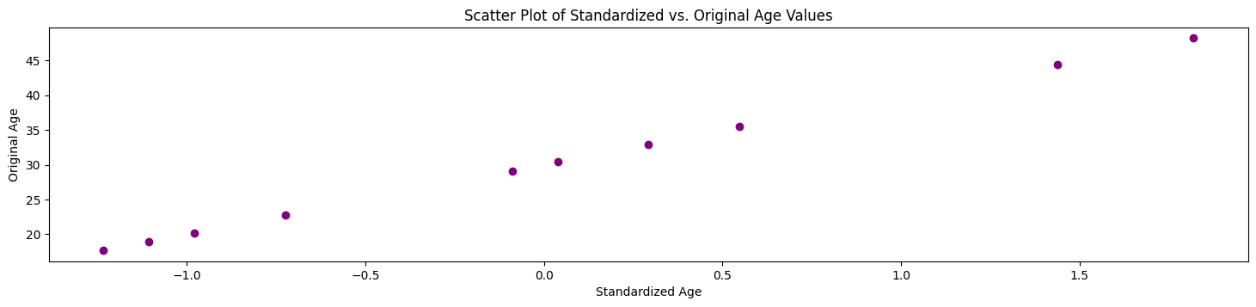 Scatter Plot of Standardized vs. Original Age Values
45
40
35
30
25
20
Original Age
−1.0 −0.5 0.0 0.5 1.0 1.5
Standardized Age